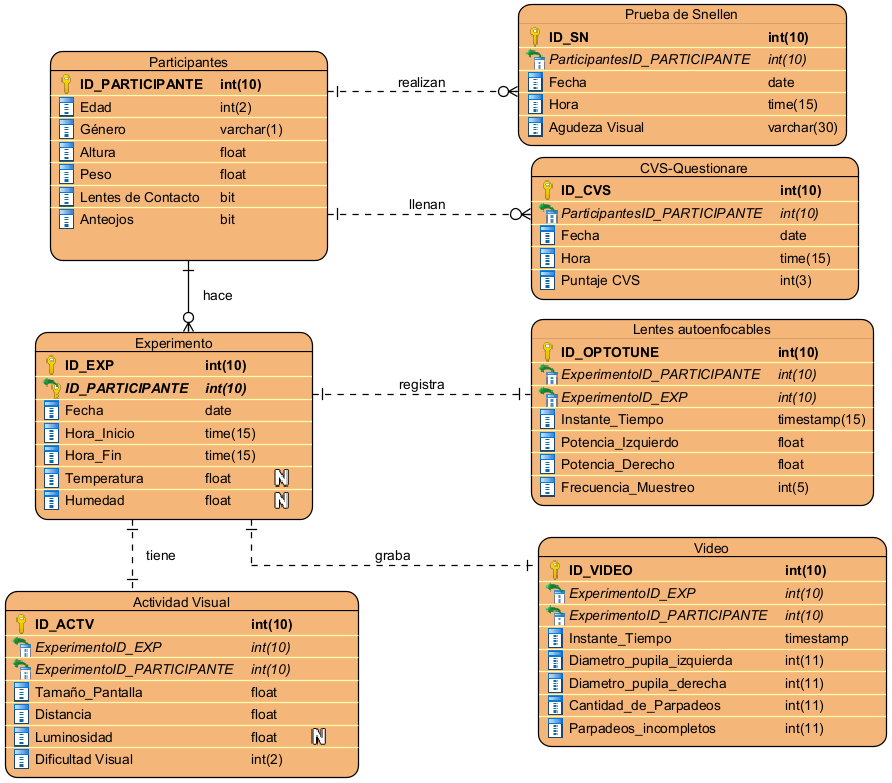 Participantes
ID_PARTICIPANTE int(10)
Edad int(2)
Género varchar(1)
Altura float
Peso float
Lentes de Contacto bit
Anteojos bit
realizan
Prueba de Snellen
ID_SN int(10)
ParticipantesID_PARTICIPANTE int(10)
Fecha date
Hora time(15)
Agudeza Visual varchar(30)
llenan
CVS-Questionare
ID_CVS int(10)
ParticipantesID_PARTICIPANTE int(10)
Fecha date
Hora time(15)
Puntaje CVS int(3)
hace
Experimento
ID_EXP int(10)
ID_PARTICIPANTE int(10)
Fecha date
Hora_Inicio time(15)
Hora_Fin time(15)
Temperatura float N
Humedad float N
registra
Lentes autoenfocables
ID_OPTOTUNE int(10)
ExperimentoID_PARTICIPANTE int(10)
ExperimentoID_EXP int(10)
Instante_Tiempo timestamp(15)
Potencia_Izquierdo float
Potencia_Derecho float
Frecuencia_Muestreo int(5)
tiene
graba
Actividad Visual
ID_ACTV int(10)
ExperimentoID_EXP int(10)
ExperimentoID_PARTICIPANTE int(10)
Tamaño_Pantalla float
Distancia float
Luminosidad float N
Dificultad Visual int(2)
Video
ID_VIDEO int(10)
ExperimentoID_EXP int(10)
ExperimentoID_PARTICIPANTE int(10)
Instante_Tiempo timestamp
Diametro_pupila_izquierda int(11)
Diametro_pupila_derecha int(11)
Cantidad_de_Parpadeos int(11)
Parpadeos_incompletos int(11)